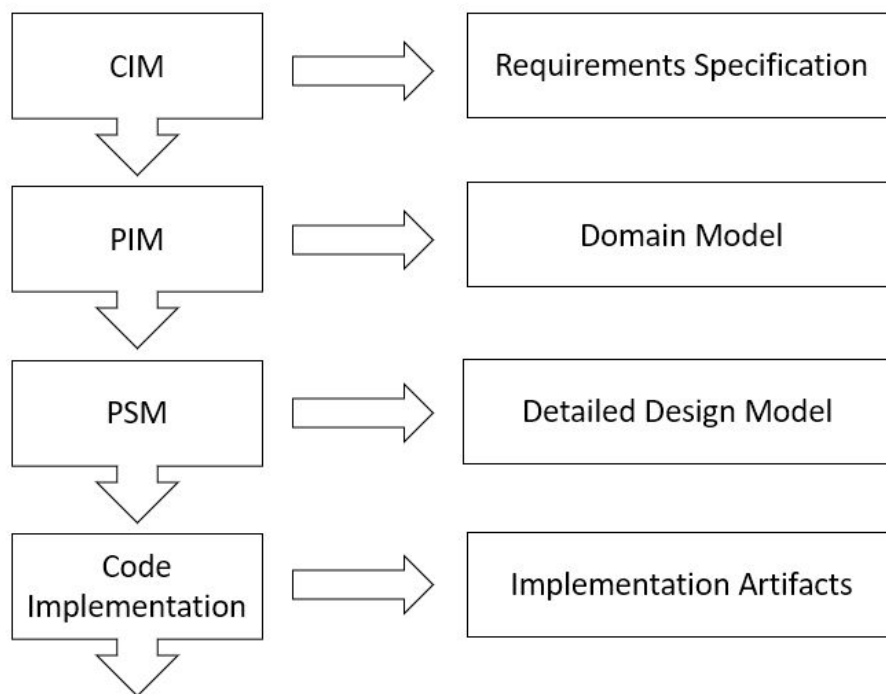 CIM
Requirements Specification
PIM
Domain Model
PSM
Detailed Design Model
Code
Implementation
Implementation Artifacts